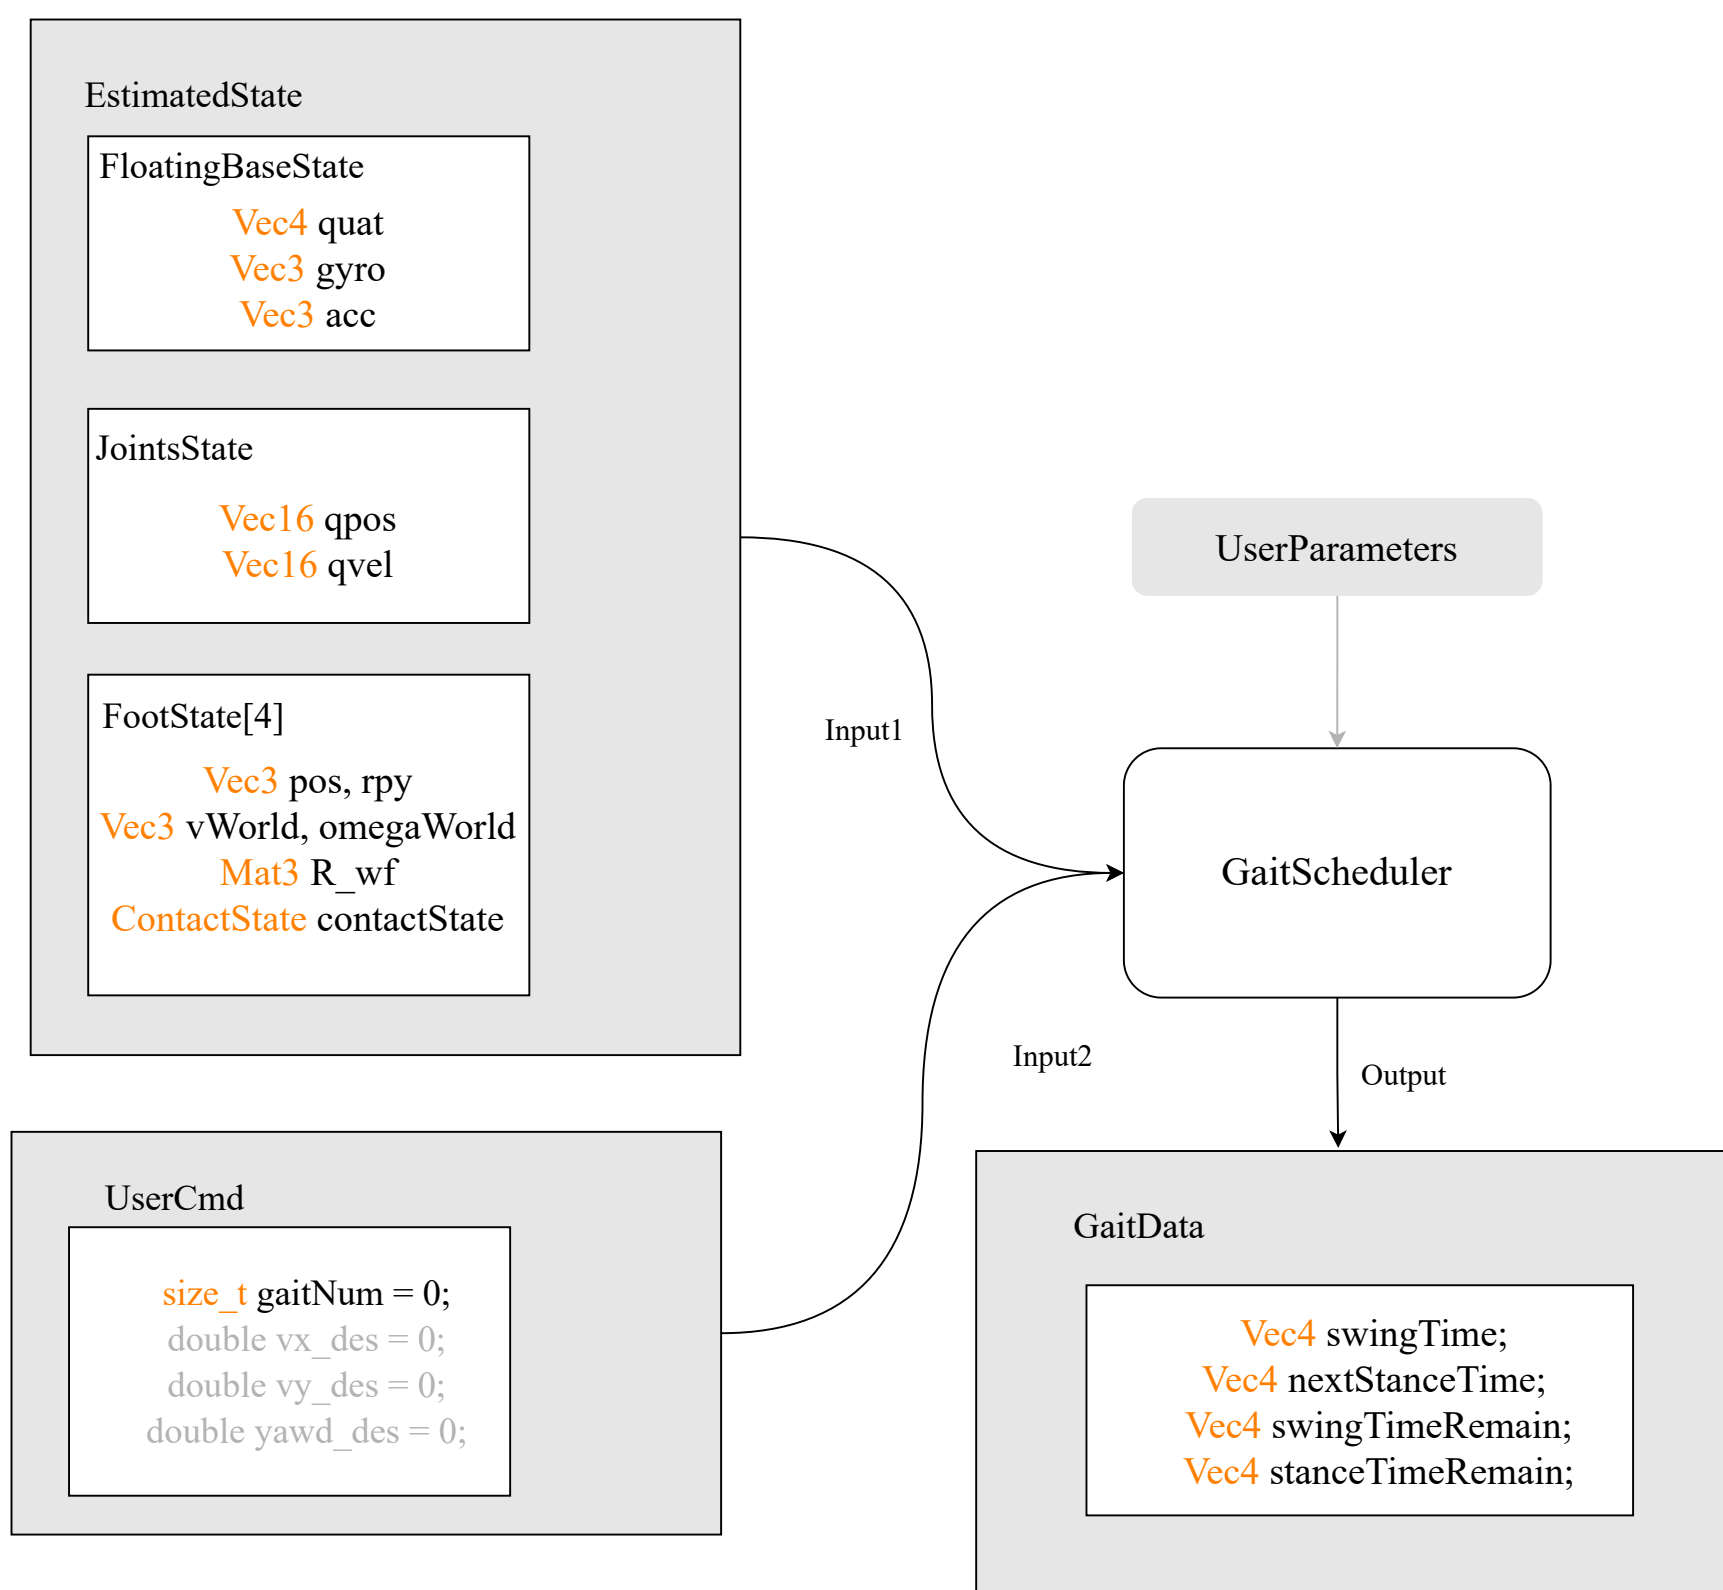 EstimatedState
FloatingBaseState
Vec4 quat
Vec3 gyro
Vec3 acc
JointsState
Vec16 qpos
Vec16 qvel
FootState[4]
Vec3 pos, rpy
Vec3 vWorld, omegaWorld
Mat3 R_wf
ContactState contactState
Input1
UserParameters
GaitScheduler
Input2
Output
UserCmd
size_t gaitNum = 0;
double vx_des = 0;
double vy_des = 0;
double yawd_des = 0;
GaitData
Vec4 swingTime;
Vec4 nextStanceTime;
Vec4 swingTimeRemain;
Vec4 stanceTimeRemain;